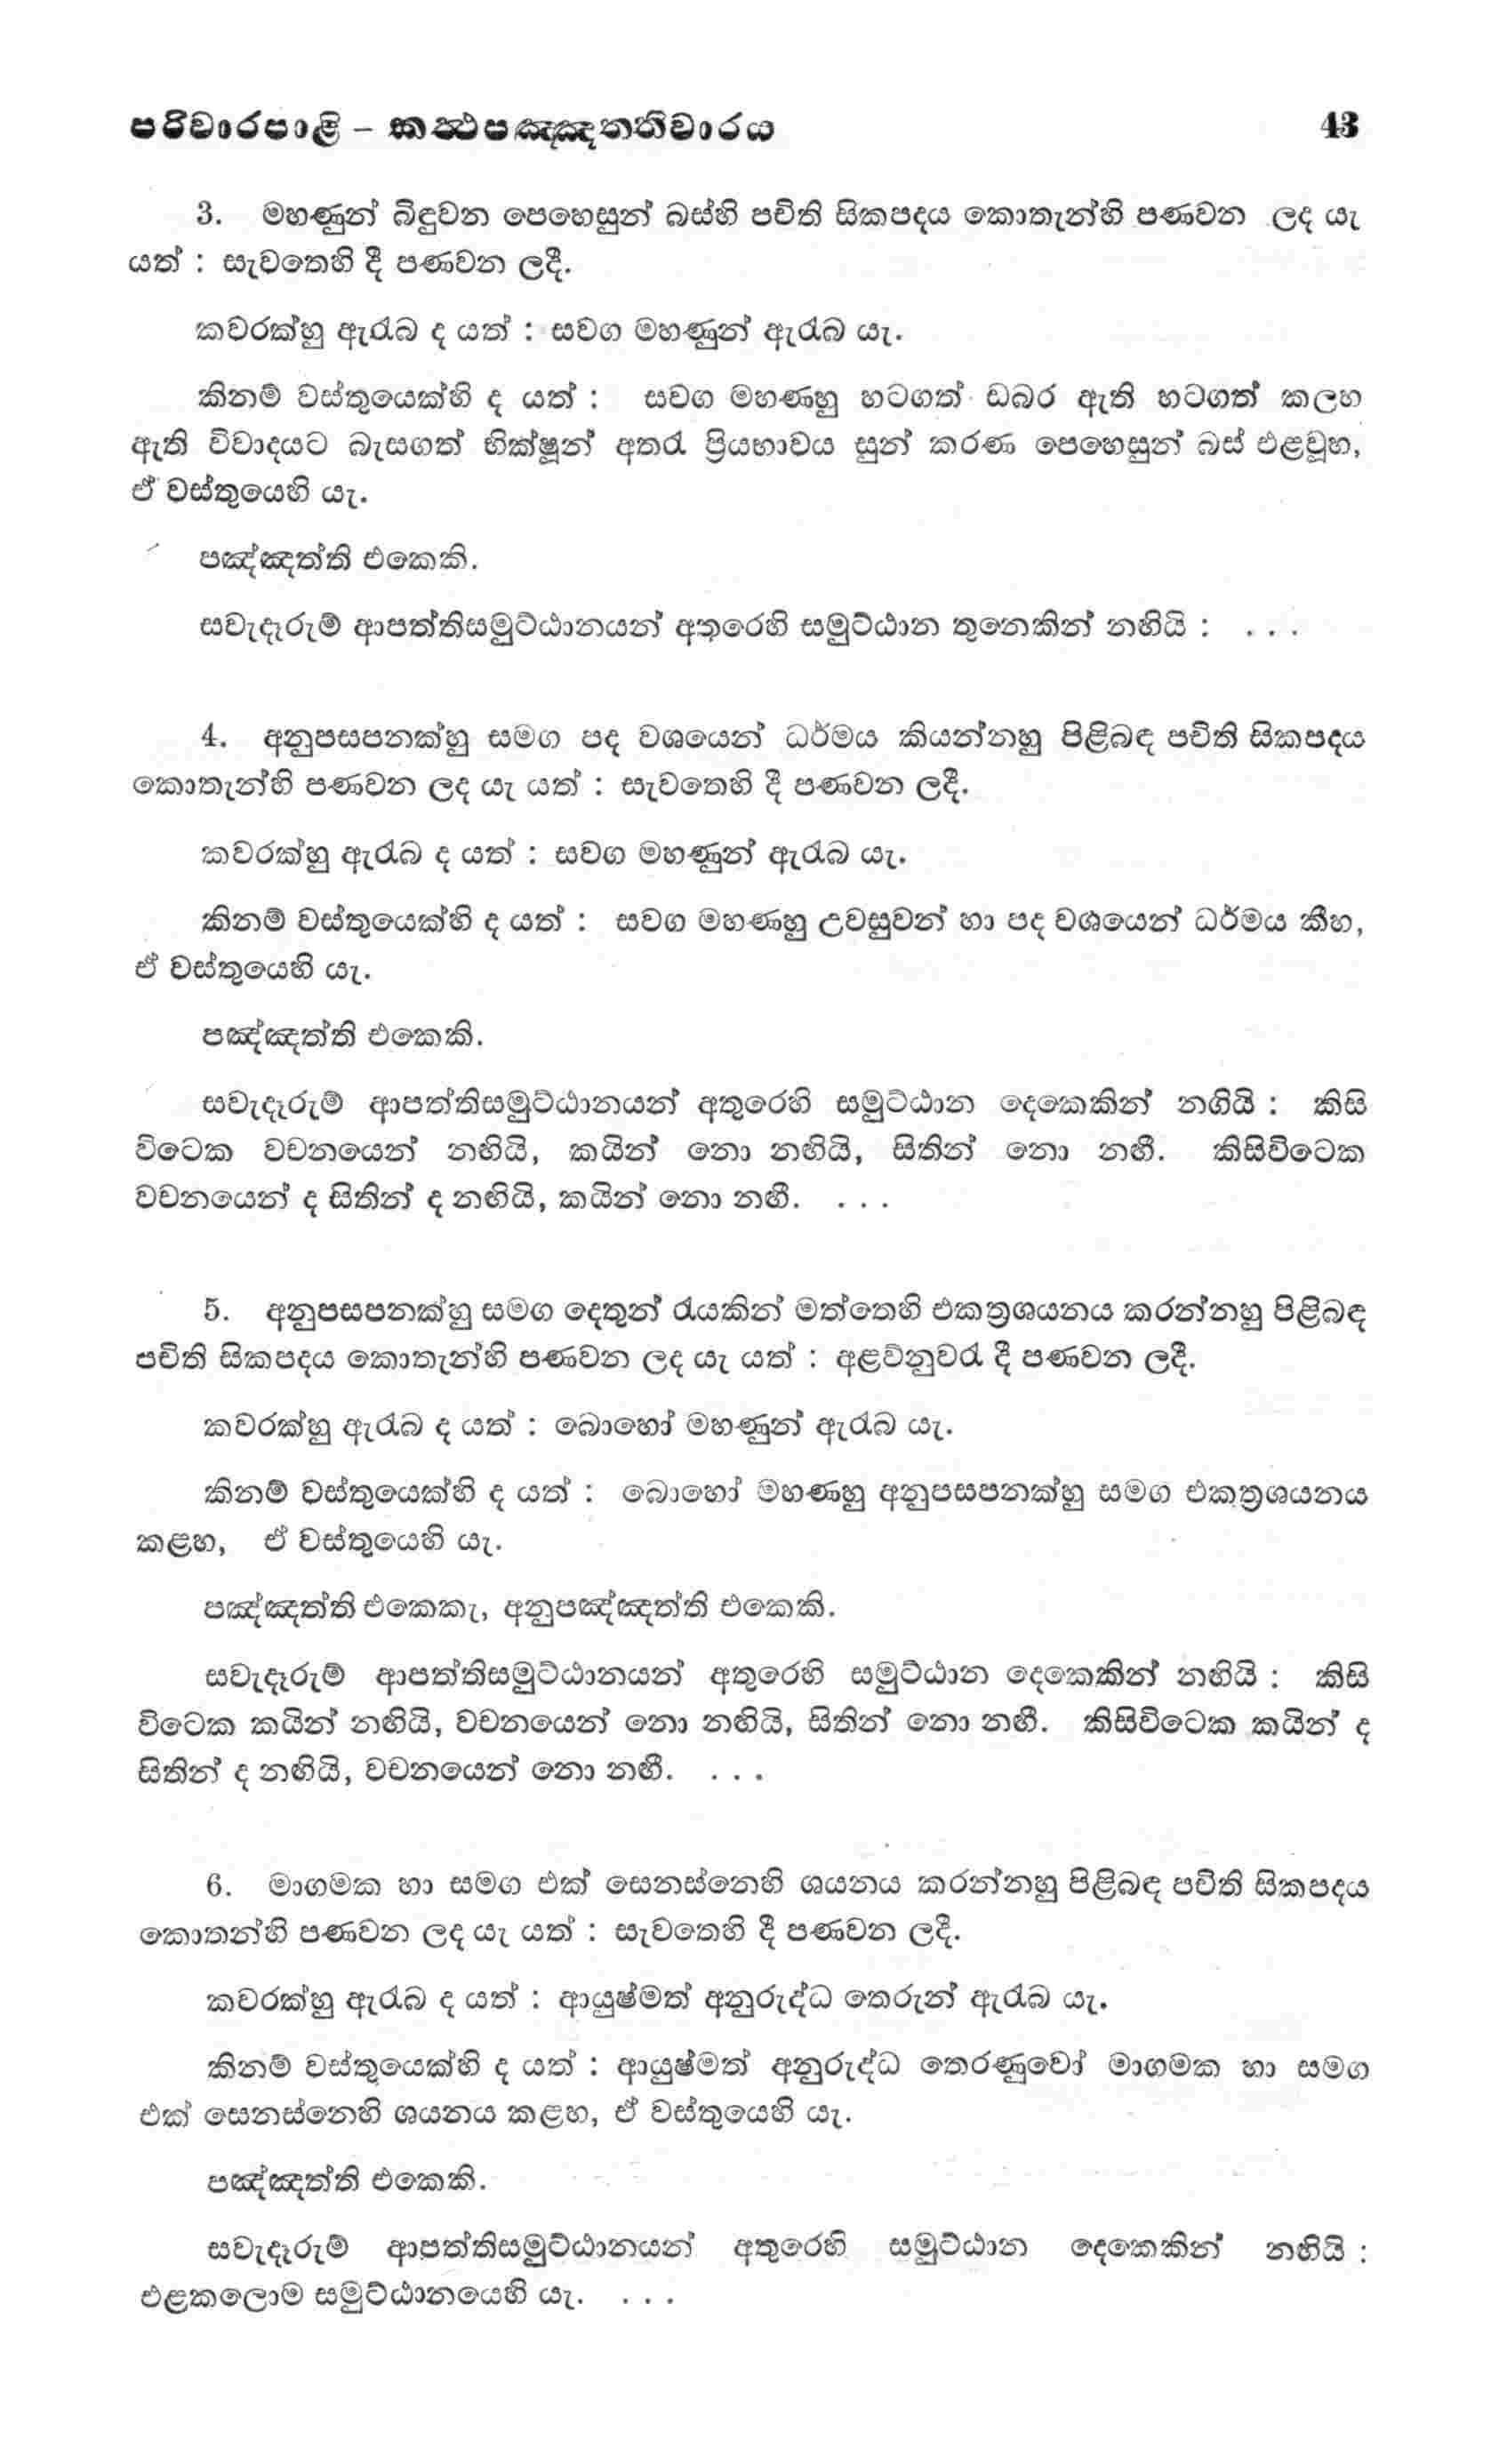 පරිවාරපාළි – කත්‍ථපඤ්ඤත්තිවාරය 43
3. මහණුන් බිඳුවන පෙහෙසුන් බස්හි පචිති සිකපදය කොතැන්හි පණවන ලද යැ
යත් : සැවතෙහි දී පණවන ලදී.
කවරක්හු ඇරැබ ද යත් : සවග මහණුන් ඇරැබ යැ.
කිනම් වස්තුයෙක්හි ද යත් : සවග මහණහු හටගත් ඩබර ඇති හටගත් කලහ
ඇති විවාදයට බැසගත් භික්ෂූන් අතරැ ප්‍රියභාවය සුන් කරණ පෙහෙසුන් බස් එළවූහ,
ඒ වස්තුයෙහි යැ.
පඤ්ඤත්ති එකෙකි.
සවැදෑරුම් ආපත්තිසමුට්ඨානයන් අතුරෙහි සමුට්ඨාන තුනෙකින් නඟියි : . . .
4. අනුපසපනක්හු සමග පද වශයෙන් ධර්මය කියන්නහු පිළිබඳ පචිති සිකපදය
කොතැන්හි පණවන ලද යැ යත් : සැවතෙහි දී පණවන ලදී.
කවරක්හු ඇරැබ ද යත් : සවග මහණුන් ඇරැබ යැ.
කිනම් වස්තුයෙක්හි ද යත් : සවග මහණහු උවසුවන් හා පද වශයෙන් ධර්මය කීහ,
ඒ වස්තුයෙහි යැ.
පඤ්ඤත්ති එකෙකි.
සවැදෑරුම් ආපත්තිසමුට්ඨානයන් අතුරෙහි සමුට්ඨාන දෙකෙකින් නගියි : කිසි
විටෙක වචනයෙන් නඟියි, කයින් නො නඟියි, සිතින් නො නඟී. කිසිවිටෙක
වචනයෙන් ද සිතින් ද නඟියි, කයින් නො නඟී. . . .
5. අනුපසපනක්හු සමග දෙතුන් රැයකින් මත්තෙහි එකත්‍රශයනය කරන්නහු පිළිබඳ
පචිති සිකපදය කොතැන්හි පණවන ලද යැ යත් : අළව්නුවරැ දී පණවන ලදී.
කවරක්හු ඇරැබ ද යත් : බොහෝ මහණුන් ඇරැබ යැ.
කිනම් වස්තුයෙක්හි ද යත් : බොහෝ මහණහු අනුපසපනක්හු සමග එකත්‍රශයනය
කළහ, ඒ වස්තුයෙහි යැ.
පඤ්ඤත්ති එකෙකැ, අනුපඤ්ඤත්ති එකෙකි.
සවැදෑරුම් ආපත්තිසමුට්ඨානයන් අතුරෙහි සමුට්ඨාන දෙකෙකින් නඟියි : කිසි
විටෙක කයින් නඟියි, වචනයෙන් නො නඟියි, සිතින් නො නඟී. කිසිවිටෙක කයින් ද
සිතින් ද නඟියි, වචනයෙන් නො නඟී. . . .
6. මාගමක හා සමග එක් සෙනස්නෙහි ශයනය කරන්නහු පිළිබඳ පචිති සිකපදය
කොතන්හි පණවන ලද යැ යත් : සැවතෙහි දී පණවන ලදී.
කවරක්හු ඇරැබ ද යත් : ආයුෂ්මත් අනුරුද්ධ තෙරුන් ඇරැබ යැ.
කිනම් වස්තුයෙක්හි ද යත් : ආයුෂ්මත් අනුරුද්ධ තෙරණුවෝ මාගමක හා සමග
එක් සෙනස්නෙහි ශයනය කළහ, ඒ වස්තුයෙහි යැ.
පඤ්ඤත්ති එකෙකි.
සවැදෑරුම් ආපත්තිසමුට්ඨානයන් අතුරෙහි සමුට්ඨාන දෙකෙකින් නඟියි :
එළකලොම සමුට්ඨානයෙහි යැ. . . .